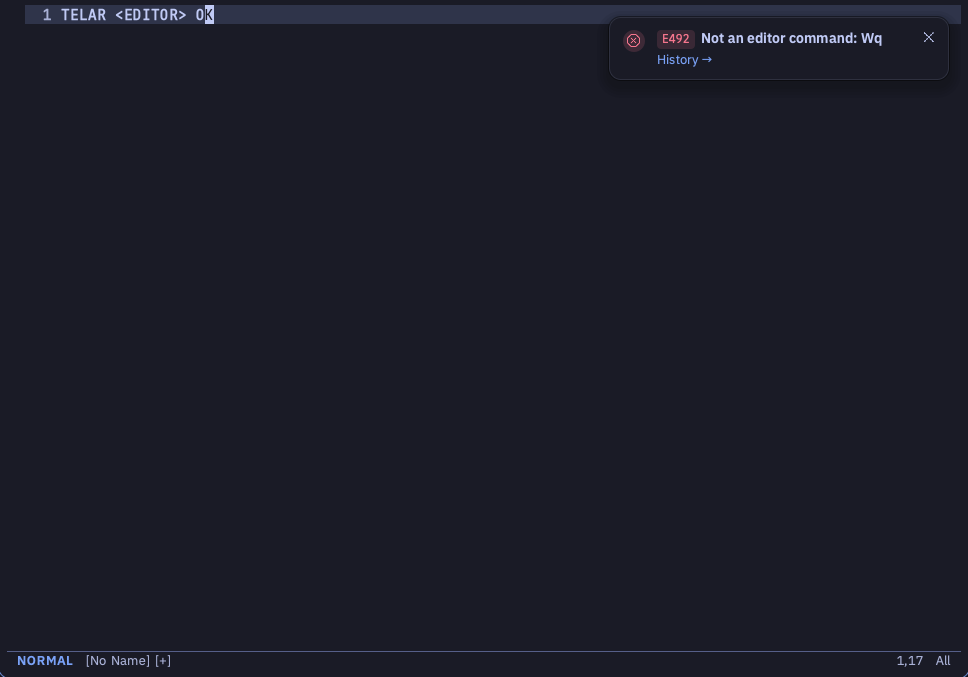 1 TELAR <EDITOR> OK
E492 Not an editor command: Wq
History →
NORMAL [No Name] [+] 1,17 All